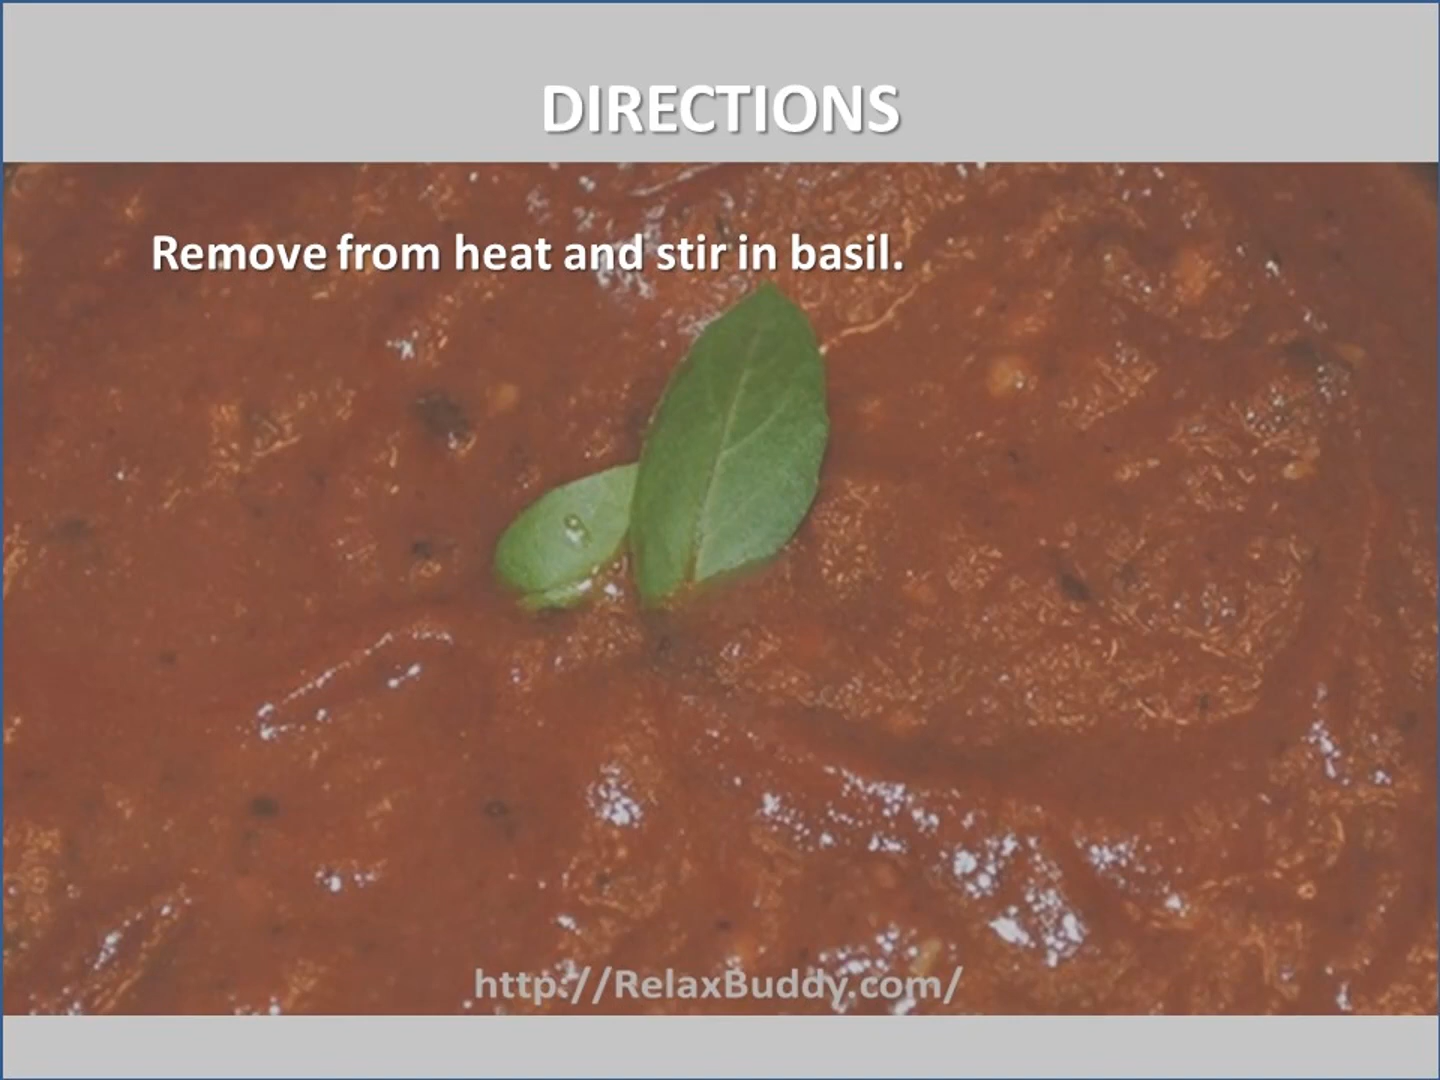 DIRECTIONS
Remove from heat and stir in basil.
http://RelaxBuddy.com/